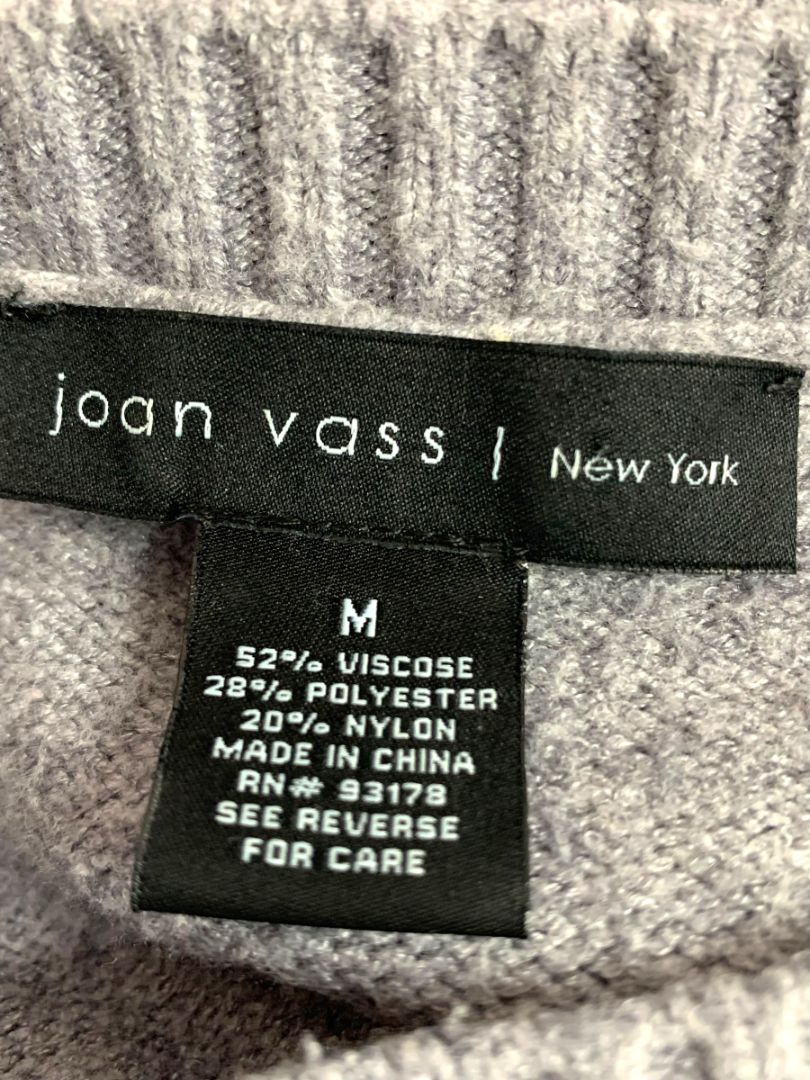 joan vass | New York
M
52% VISCOSE
28% POLYESTER
20% NYLON
MADE IN CHINA
RN# 93178
SEE REVERSE
FOR CARE